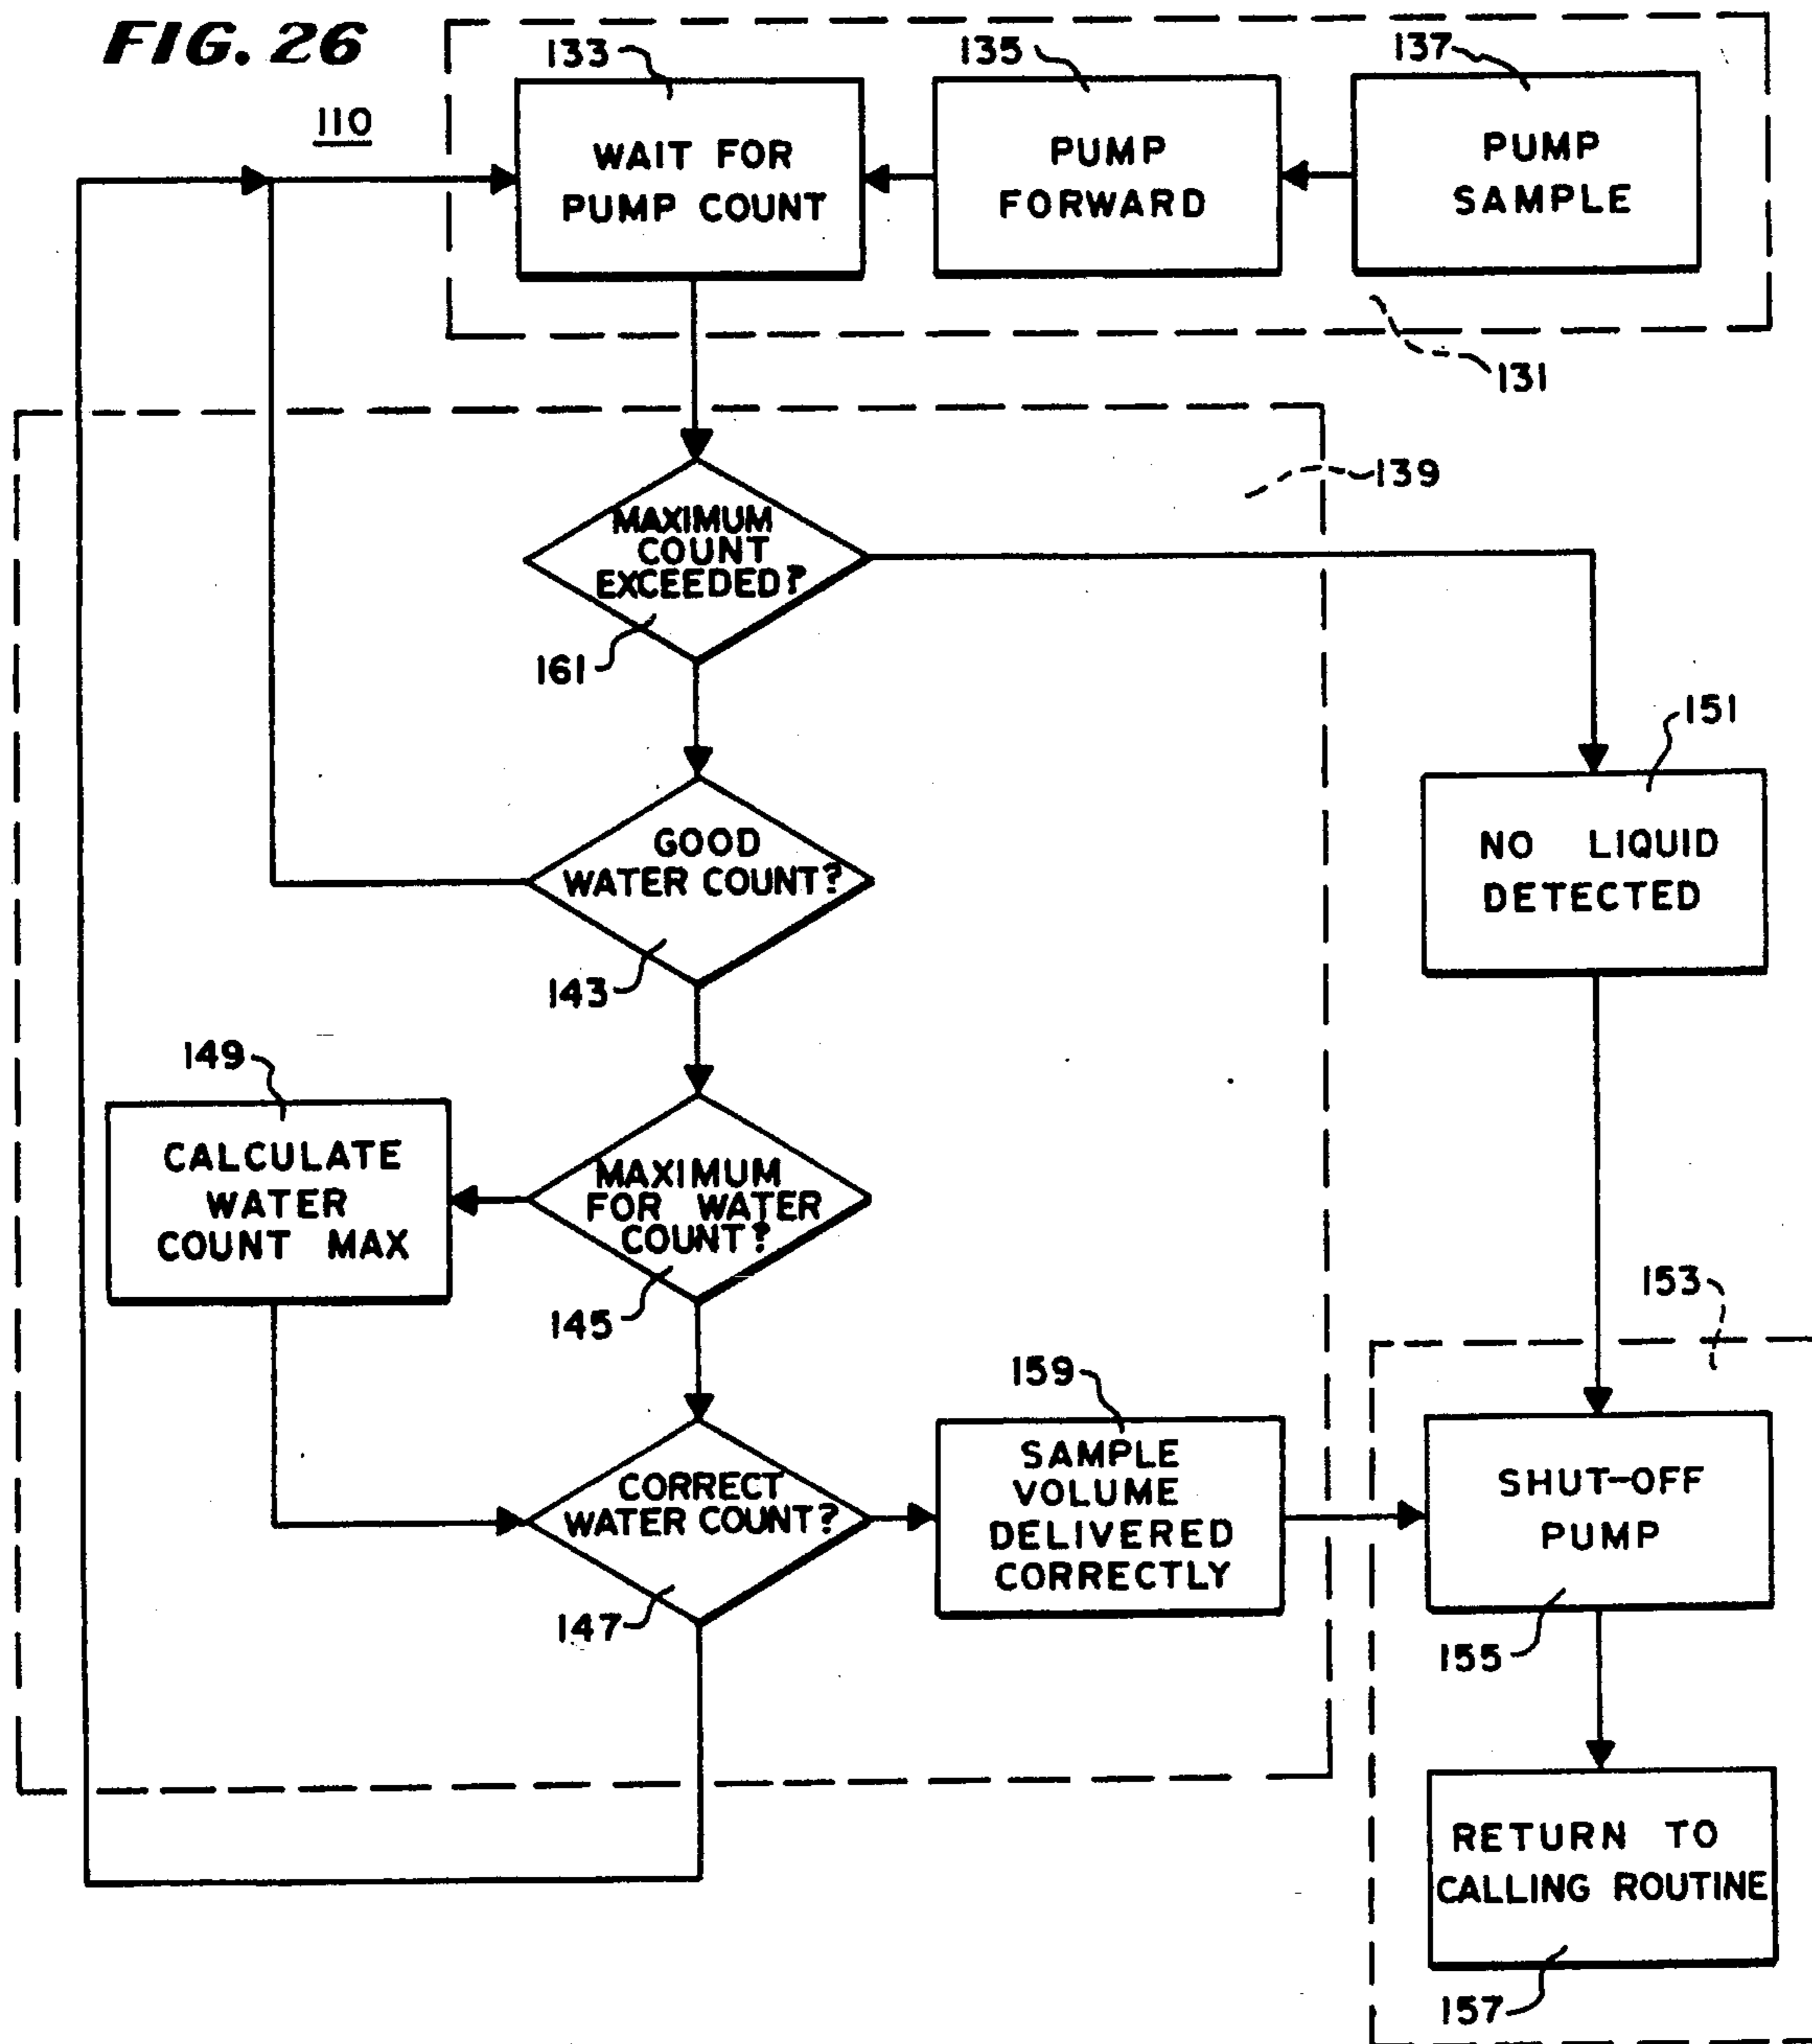 FIG. 26
110
133
135
137
WAIT FOR
PUMP COUNT
PUMP
FORWARD
PUMP
SAMPLE
131
139
MAXIMUM
COUNT
EXCEEDED?
161
151
GOOD
WATER COUNT?
NO LIQUID
DETECTED
143
149
CALCULATE
WATER
COUNT MAX
MAXIMUM
FOR WATER
COUNT?
145
153
159
CORRECT
WATER COUNT?
SAMPLE
VOLUME
DELIVERED
CORRECTLY
SHUT-OFF
PUMP
147
155
RETURN TO
CALLING ROUTINE
157